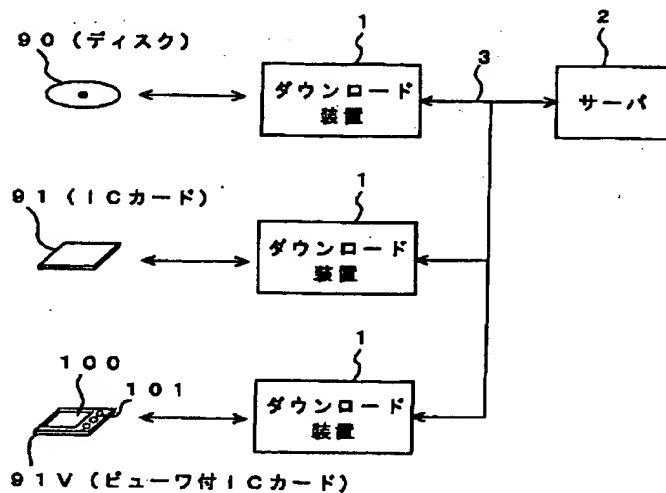 90(ディスク)
1
ダウンロード
装置
3
2
サーバ
91(ICカード)
1
ダウンロード
装置
100
101
1
ダウンロード
装置
91V(ビューワ付ICカード)